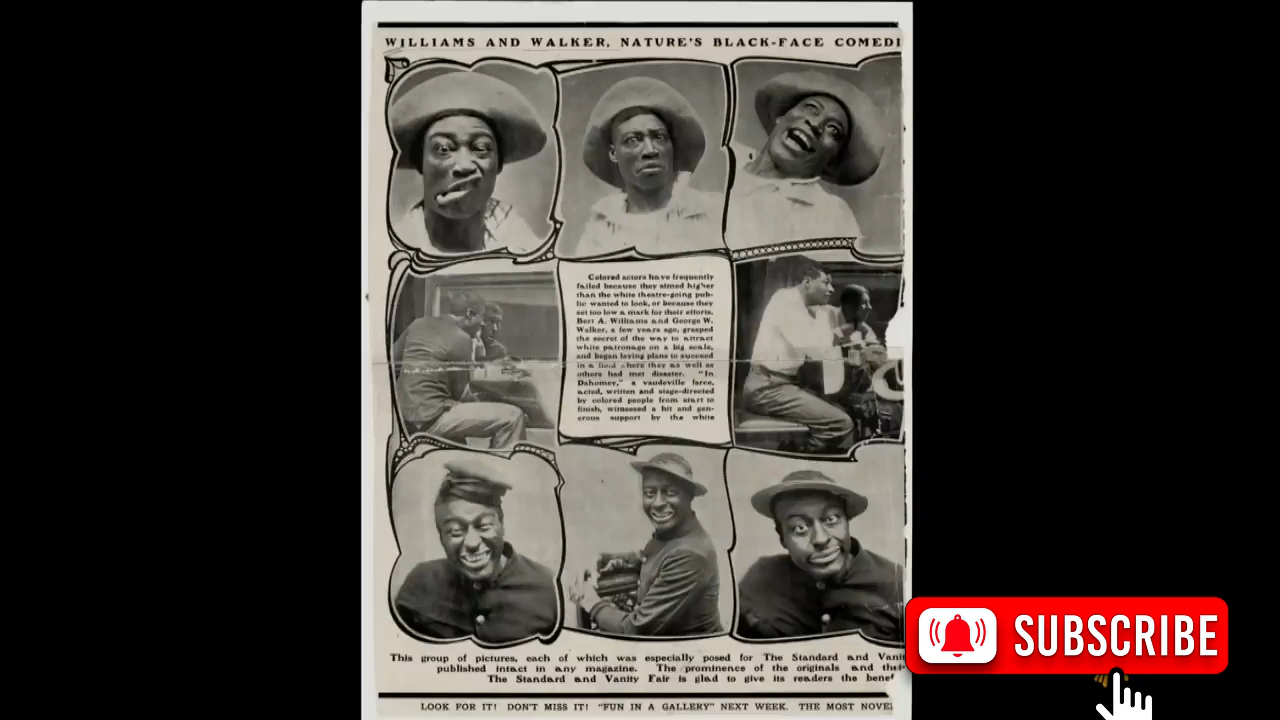 WILLIAMS AND WALKER, NATURE'S BLACK-FACE COMEDI
Colored actors have frequently
failed because they aimed higher
than the white theatre-going pub-
lic wanted to look, or because they
set too low a mark for their efforts.
Bert A. Williams and George W.
Walker, a few years ago, grasped
the secret of the way to attract
white patronage on a big scale,
and began laying plans to succeed
in a field where they as well as
others had met disaster. "In
Dahomey," a vaudeville farce,
acted, written and stage-directed
by colored people from start to
finish, witnessed a hit and gen-
erous support by the white
This group of pictures, each of which was especially posed for The Standard and Vanit
published intact in any magazine. The prominence of the originals and thei
The Standard and Vanity Fair is glad to give its readers the benef
LOOK FOR IT! DON'T MISS IT! "FUN IN A GALLERY" NEXT WEEK. THE MOST NOVEL
SUBSCRIBE